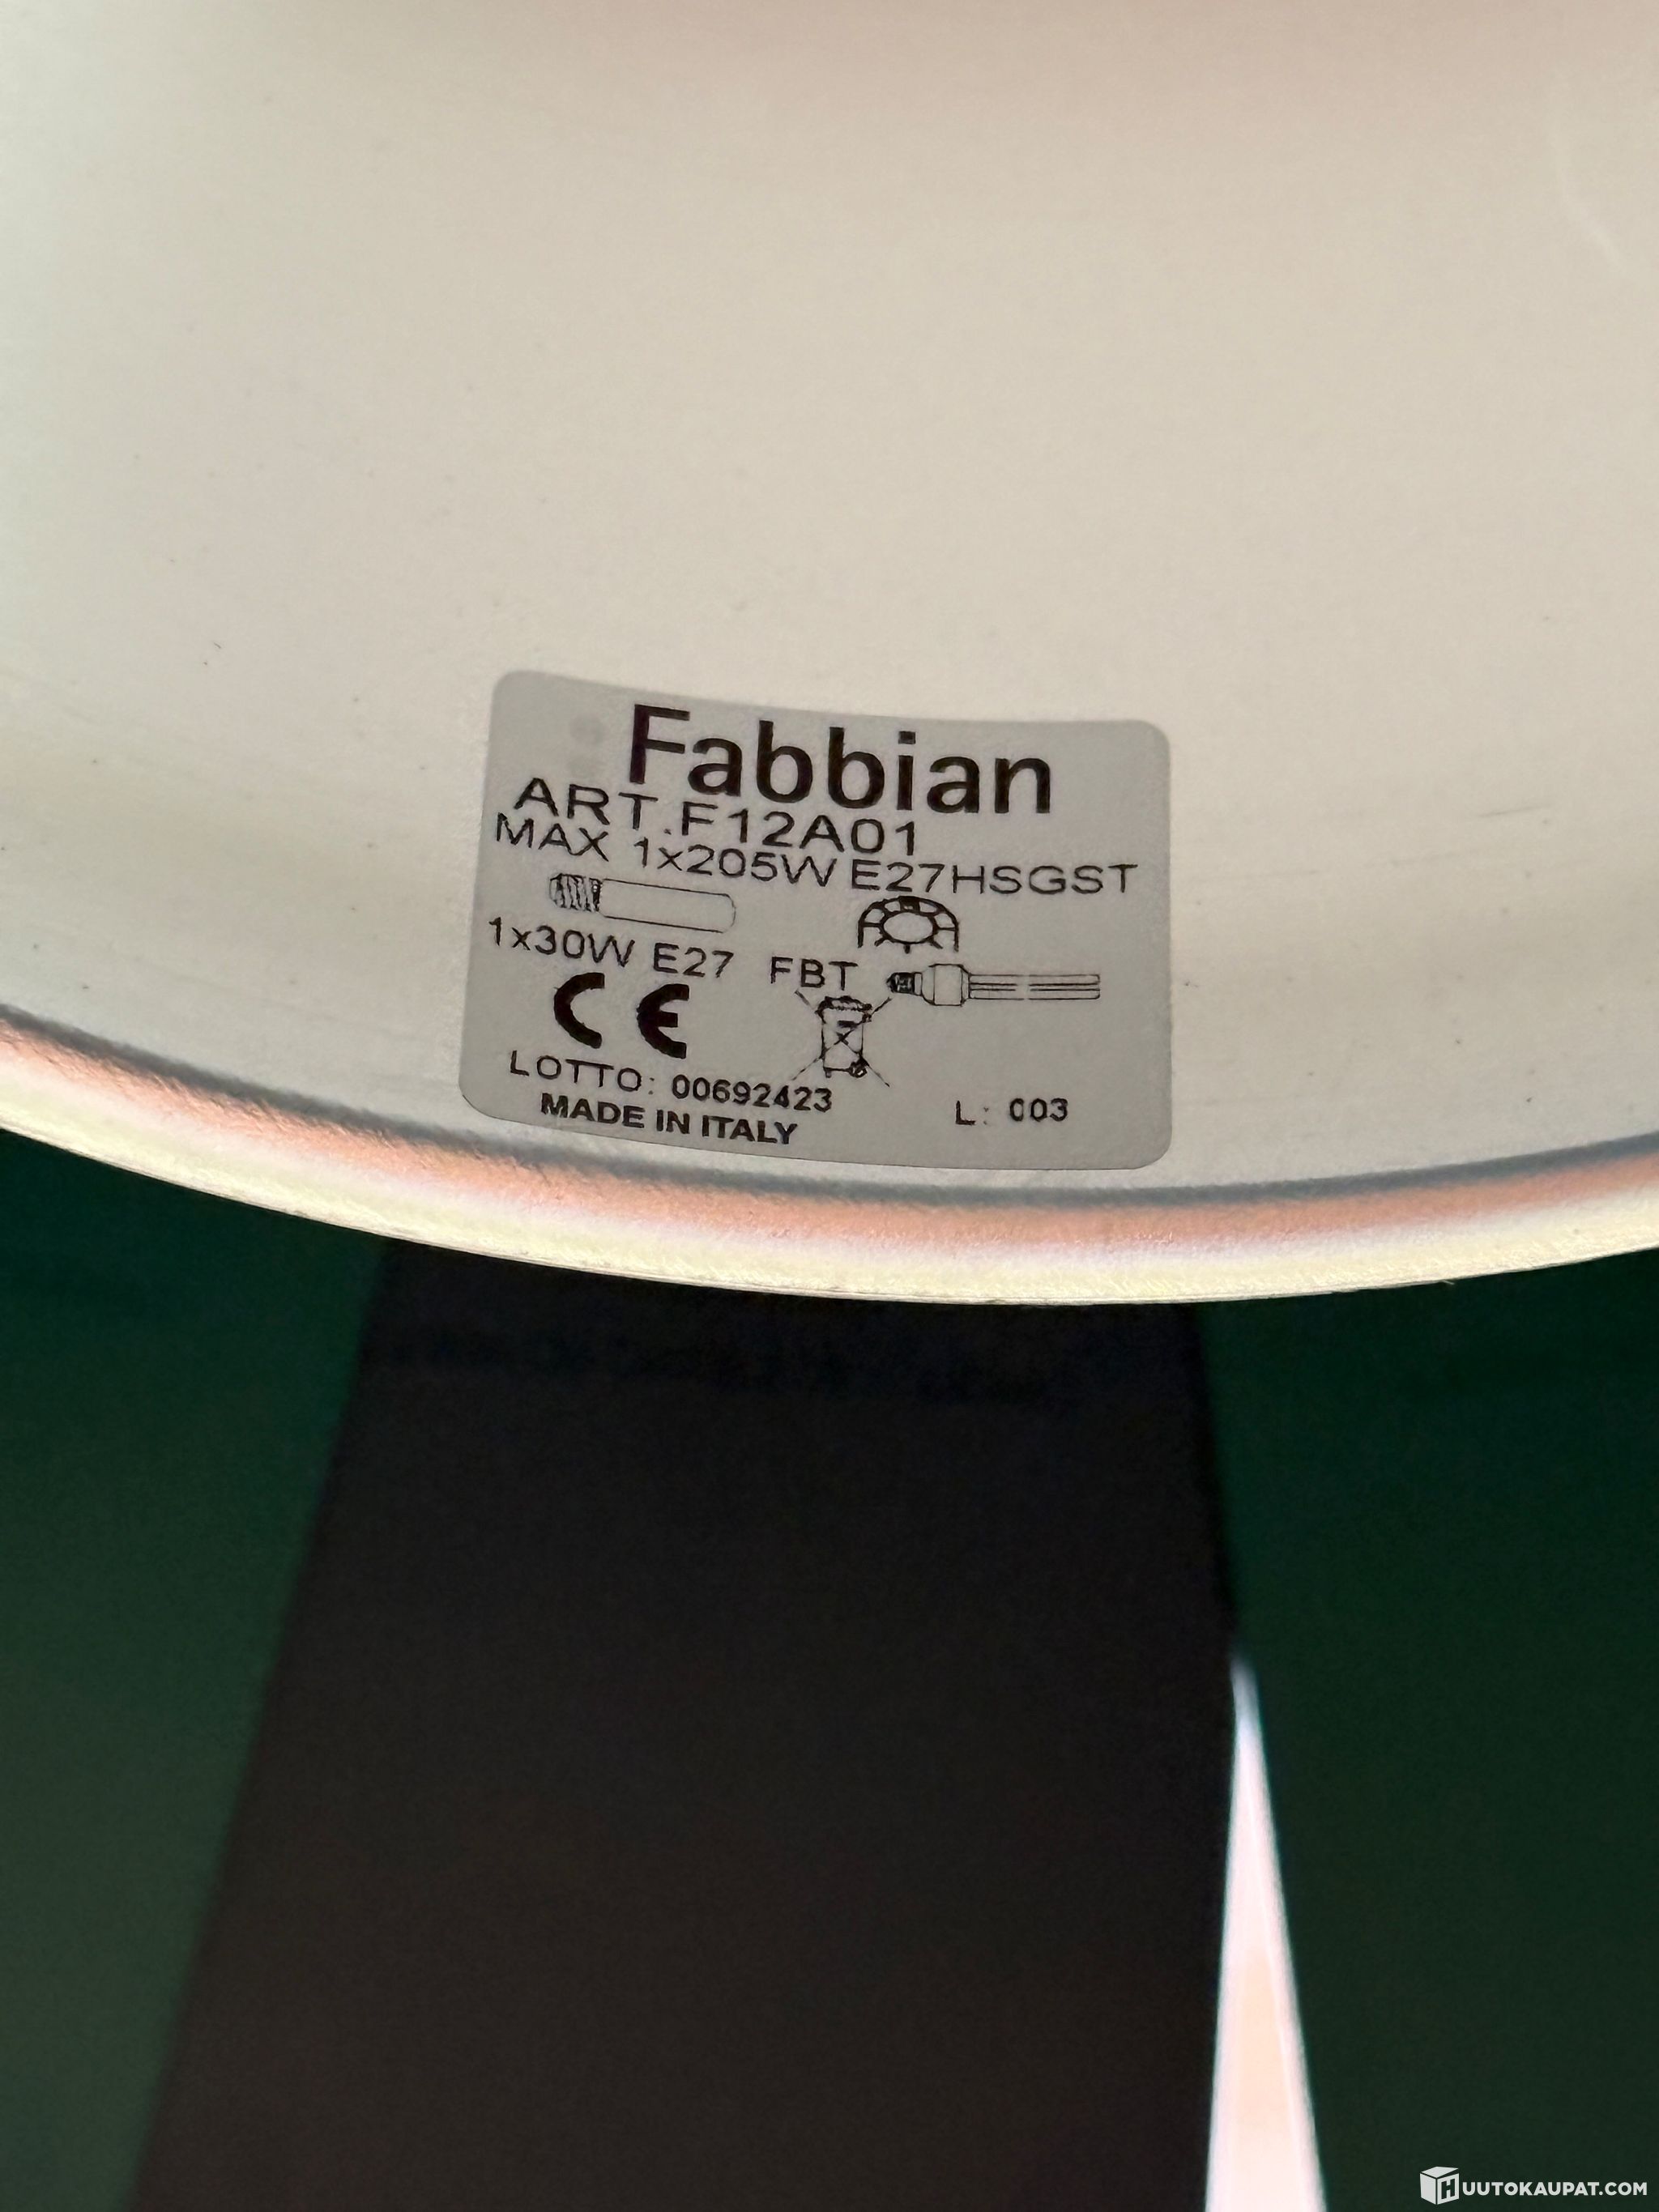 Fabbian
ART.F12A01
MAX 1x205W E27HSGST
1x30W E27 FBT
CE
LOTTO: 00692423 L: 003
MADE IN ITALY
HUUTOKAUPAT.COM